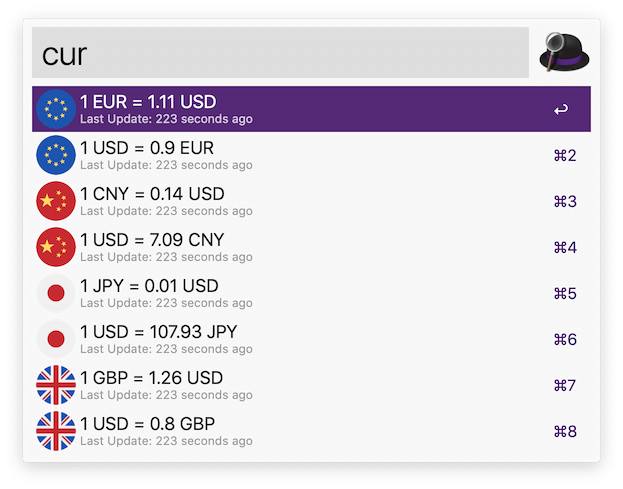 cur
1 EUR = 1.11 USD
Last Update: 223 seconds ago
↩
1 USD = 0.9 EUR
Last Update: 223 seconds ago
⌘2
1 CNY = 0.14 USD
Last Update: 223 seconds ago
⌘3
1 USD = 7.09 CNY
Last Update: 223 seconds ago
⌘4
1 JPY = 0.01 USD
Last Update: 223 seconds ago
⌘5
1 USD = 107.93 JPY
Last Update: 223 seconds ago
⌘6
1 GBP = 1.26 USD
Last Update: 223 seconds ago
⌘7
1 USD = 0.8 GBP
Last Update: 223 seconds ago
⌘8